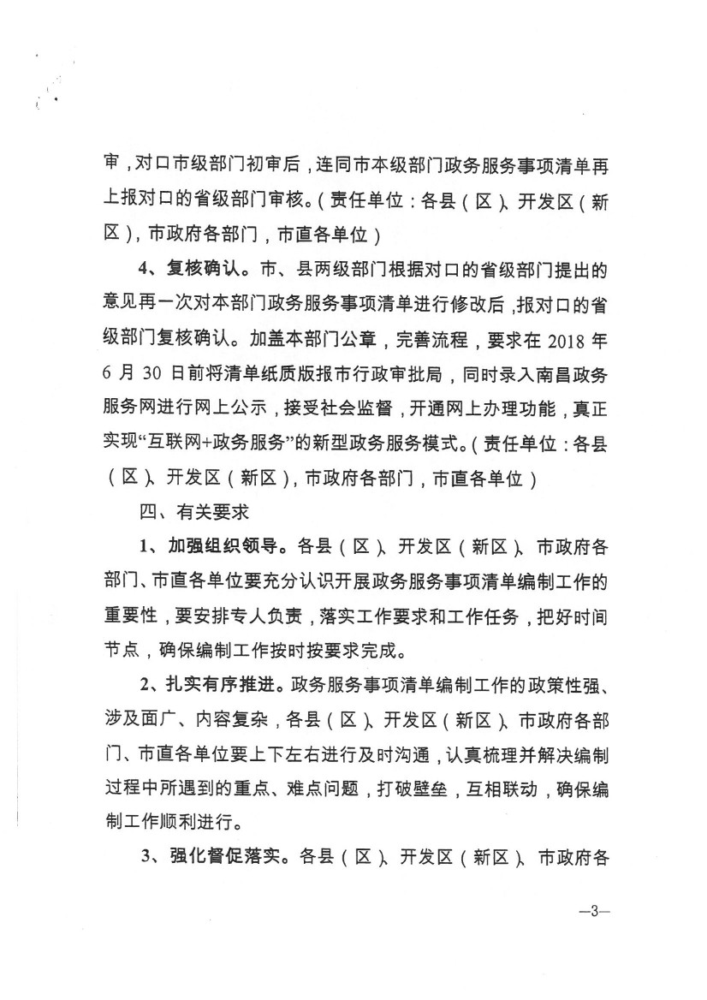 审，对口市级部门初审后，连同市本级部门政务服务事项清单再
上报对口的省级部门审核。（责任单位：各县（区）、开发区（新
区），市政府各部门，市直各单位）
4、复核确认。市、县两级部门根据对口的省级部门提出的
意见再一次对本部门政务服务事项清单进行修改后，报对口的省
级部门复核确认。加盖本部门公章，完善流程，要求在 2018 年
6 月 30 日前将清单纸质版报市行政审批局，同时录入南昌政务
服务网进行网上公示，接受社会监督，开通网上办理功能，真正
实现“互联网+政务服务”的新型政务服务模式。（责任单位：各县
（区）、开发区（新区），市政府各部门，市直各单位）
四、有关要求
1、加强组织领导。各县（区）、开发区（新区）、市政府各
部门、市直各单位要充分认识开展政务服务事项清单编制工作的
重要性，要安排专人负责，落实工作要求和工作任务，把好时间
节点，确保编制工作按时按要求完成。
2、扎实有序推进。政务服务事项清单编制工作的政策性强、
涉及面广、内容复杂，各县（区）、开发区（新区）、市政府各部
门、市直各单位要上下左右进行及时沟通，认真梳理并解决编制
过程中所遇到的重点、难点问题，打破壁垒，互相联动，确保编
制工作顺利进行。
3、强化督促落实。各县（区）、开发区（新区）、市政府各
—3—